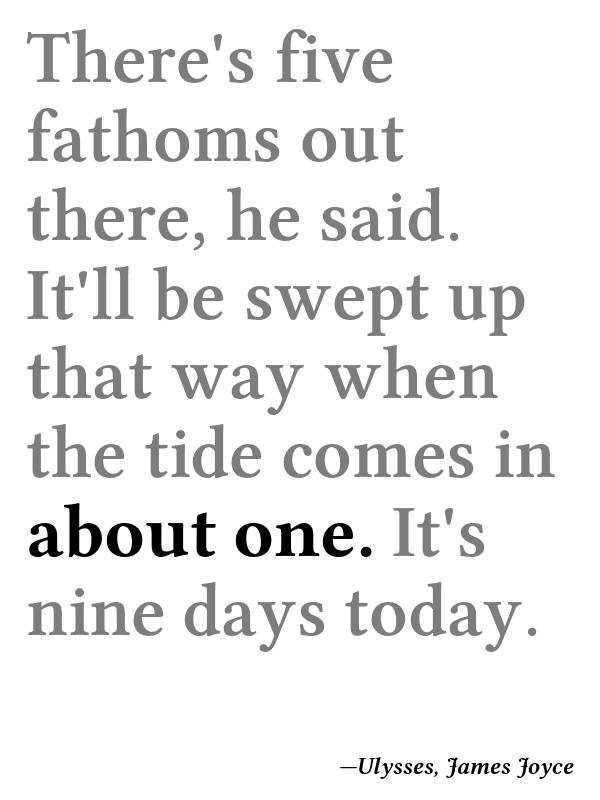 There's five
fathoms out
there, he said.
It'll be swept up
that way when
the tide comes in
about one. It's
nine days today.
—Ulysses, James Joyce